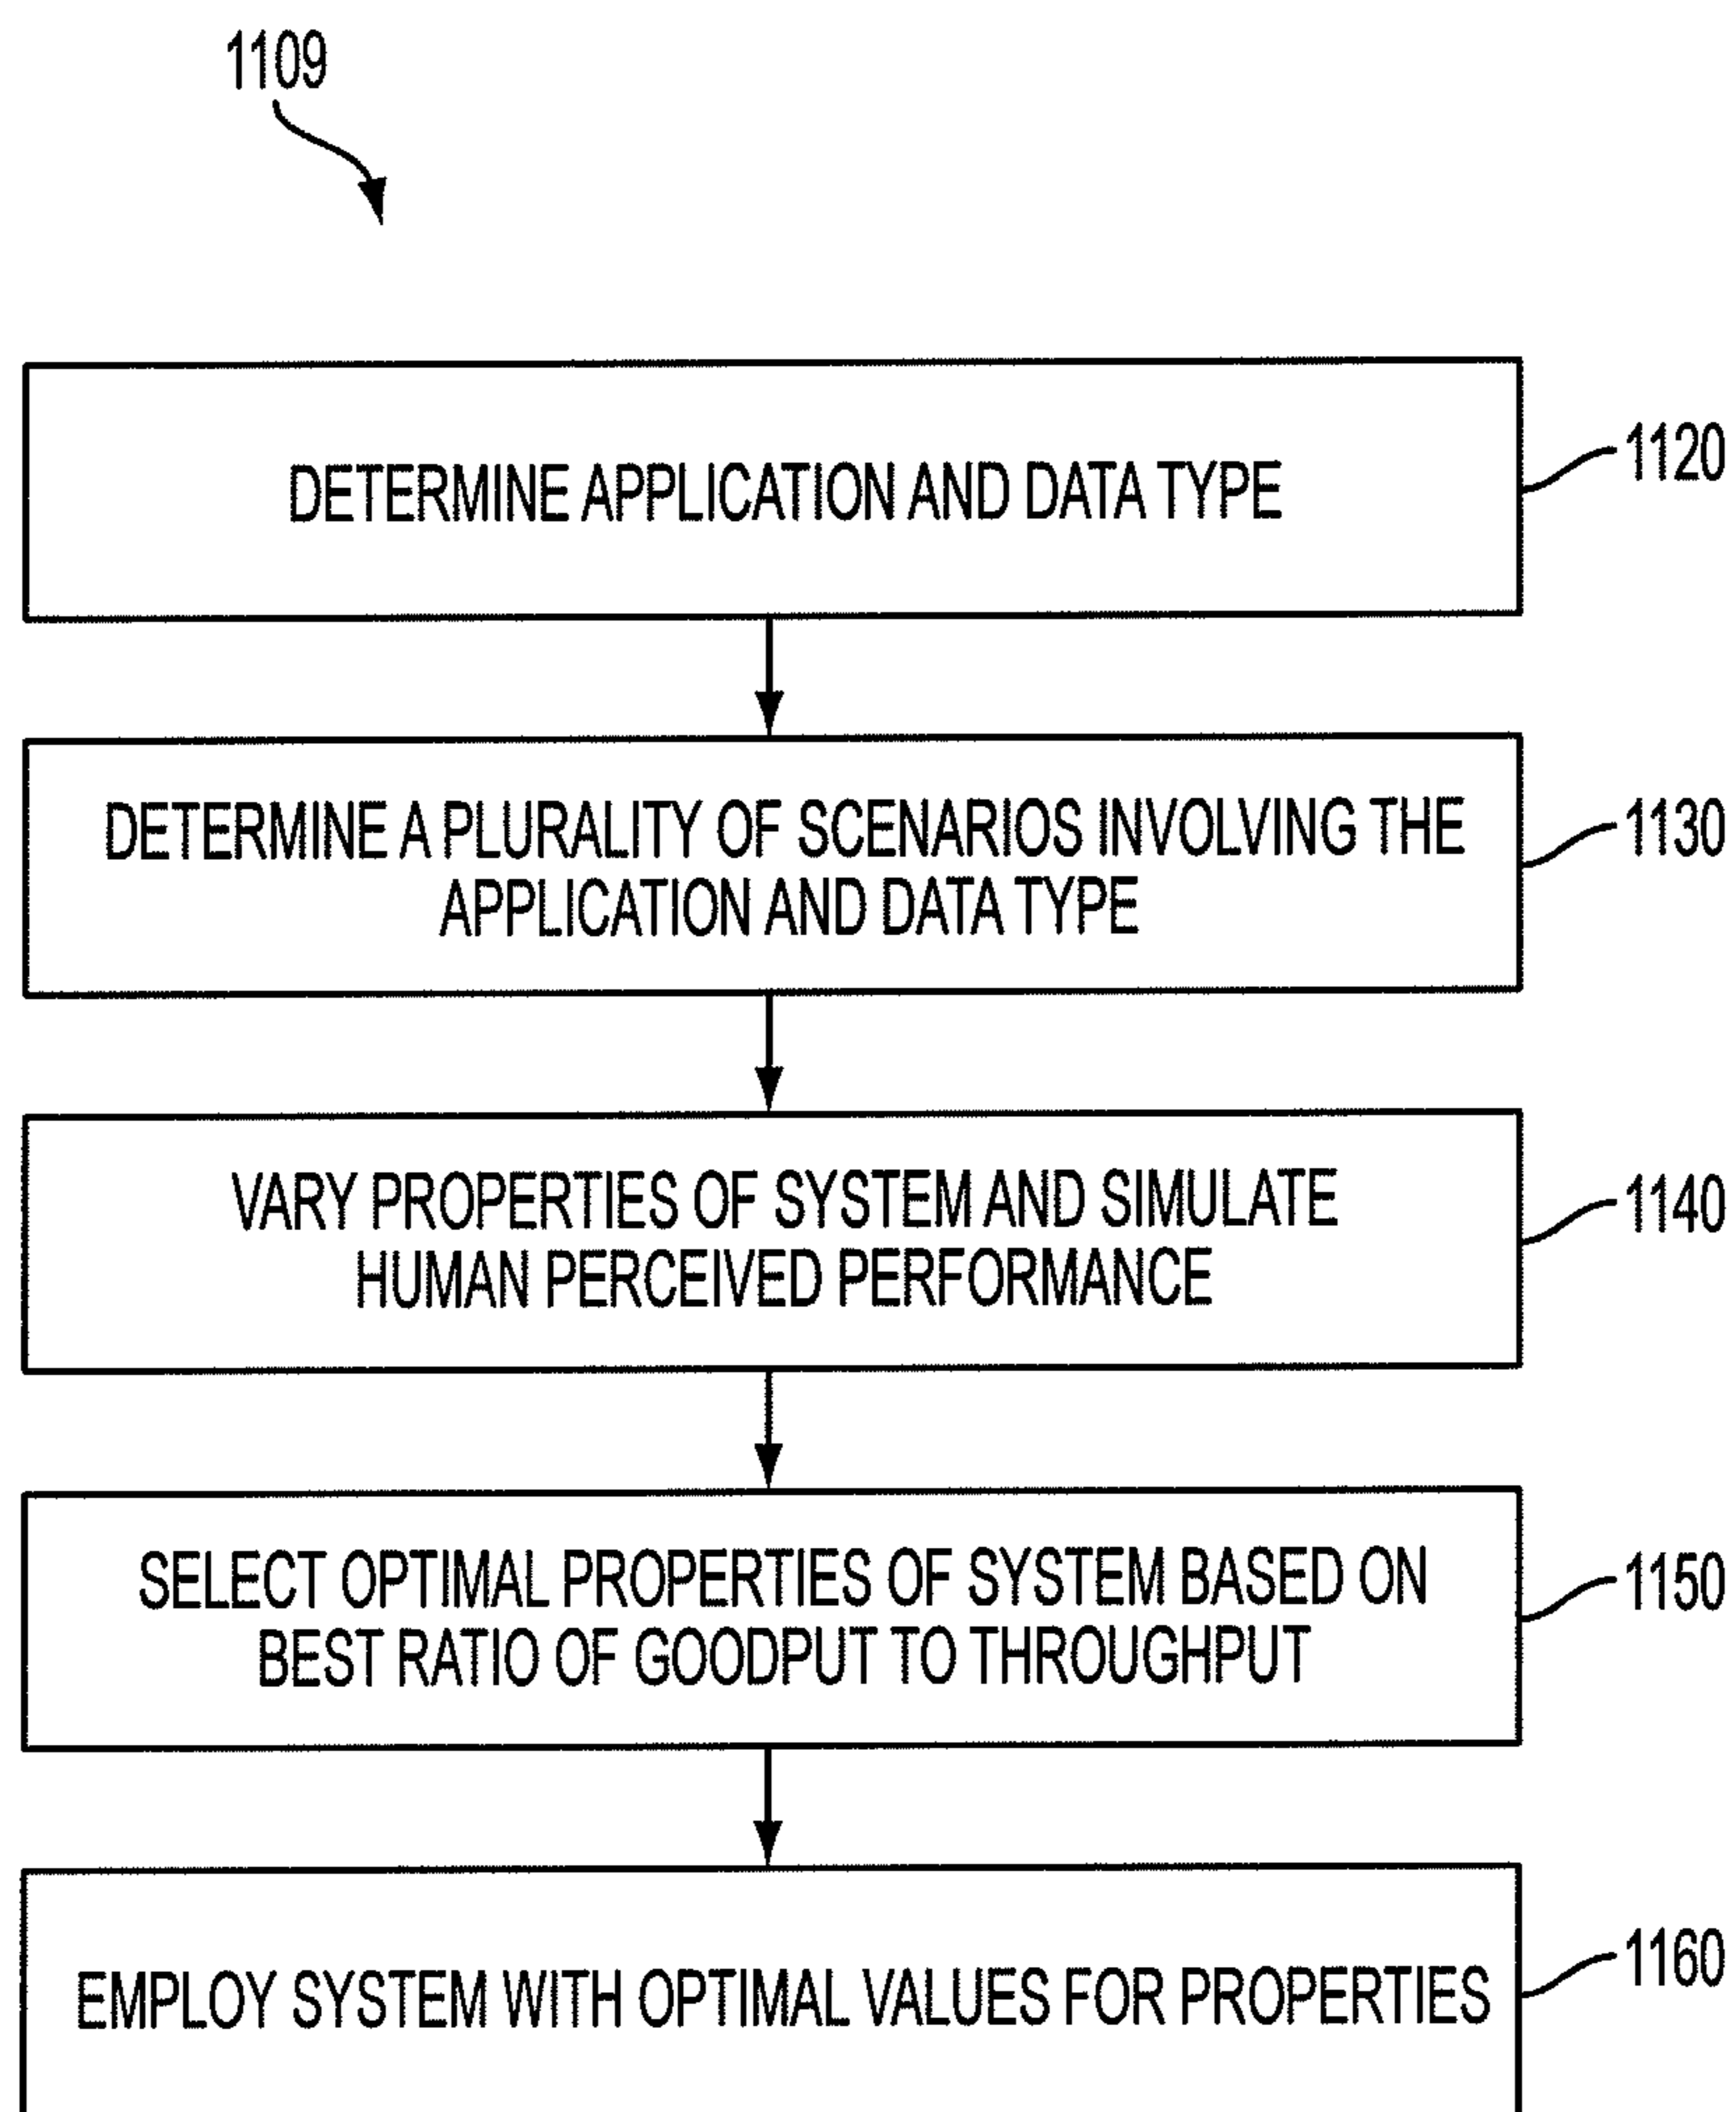 1109
DETERMINE APPLICATION AND DATA TYPE
1120
DETERMINE A PLURALITY OF SCENARIOS INVOLVING THE
APPLICATION AND DATA TYPE
1130
VARY PROPERTIES OF SYSTEM AND SIMULATE
HUMAN PERCEIVED PERFORMANCE
1140
SELECT OPTIMAL PROPERTIES OF SYSTEM BASED ON
BEST RATIO OF GOODPUT TO THROUGHPUT
1150
EMPLOY SYSTEM WITH OPTIMAL VALUES FOR PROPERTIES
1160